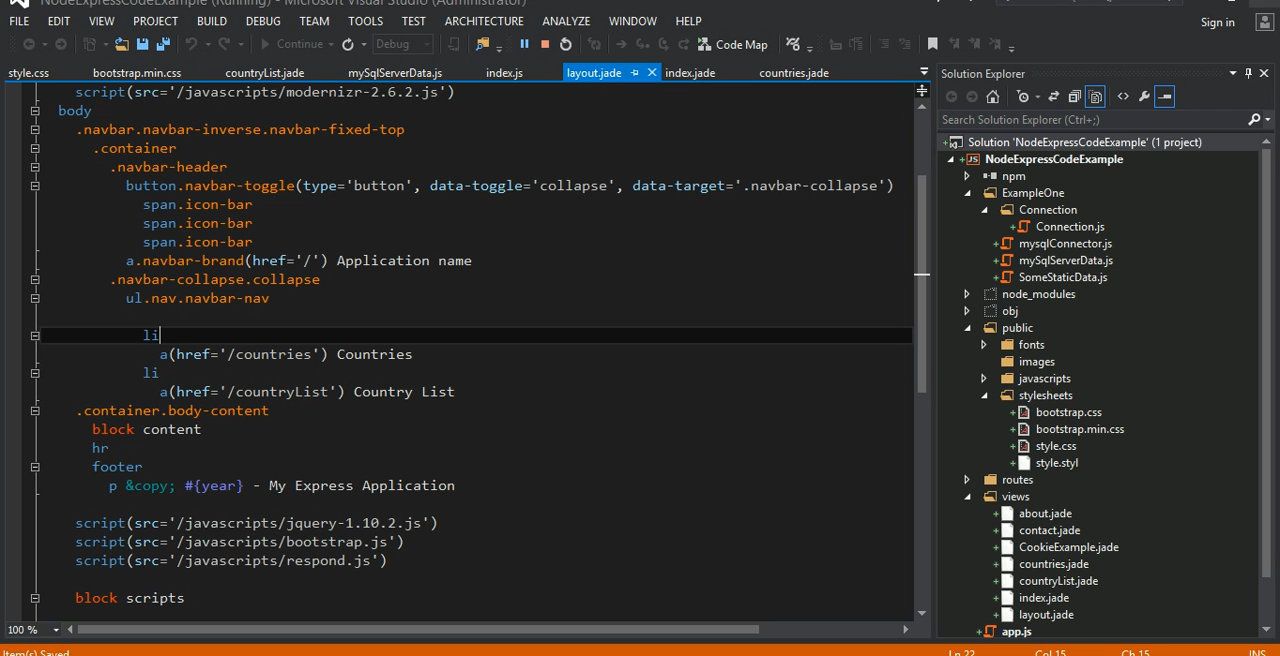 NodeExpressCodeExample (Running) - Microsoft Visual Studio (Administrator)
FILE EDIT VIEW PROJECT BUILD DEBUG TEAM TOOLS TEST ARCHITECTURE ANALYZE WINDOW HELP
Sign in
Continue Debug Code Map
style.css bootstrap.min.css countryList.jade mySqlServerData.js index.js layout.jade index.jade countries.jade
script(src='/javascripts/modernizr-2.6.2.js')
body
.navbar.navbar-inverse.navbar-fixed-top
.container
.navbar-header
button.navbar-toggle(type='button', data-toggle='collapse', data-target='.navbar-collapse')
span.icon-bar
span.icon-bar
span.icon-bar
a.navbar-brand(href='/') Application name
.navbar-collapse.collapse
ul.nav.navbar-nav
li
a(href='/countries') Countries
li
a(href='/countryList') Country List
.container.body-content
block content
hr
footer
p &copy; #{year} - My Express Application
script(src='/javascripts/jquery-1.10.2.js')
script(src='/javascripts/bootstrap.js')
script(src='/javascripts/respond.js')
block scripts
100 %
Solution Explorer
Search Solution Explorer (Ctrl+;)
Solution 'NodeExpressCodeExample' (1 project)
JS NodeExpressCodeExample
npm
ExampleOne
Connection
Connection.js
mysqlConnector.js
mySqlServerData.js
SomeStaticData.js
node_modules
obj
public
fonts
images
javascripts
stylesheets
bootstrap.css
bootstrap.min.css
style.css
style.styl
routes
views
about.jade
contact.jade
CookieExample.jade
countries.jade
countryList.jade
index.jade
layout.jade
app.js
Item(s) Saved Ln 22 Col 15 Ch 15 INS